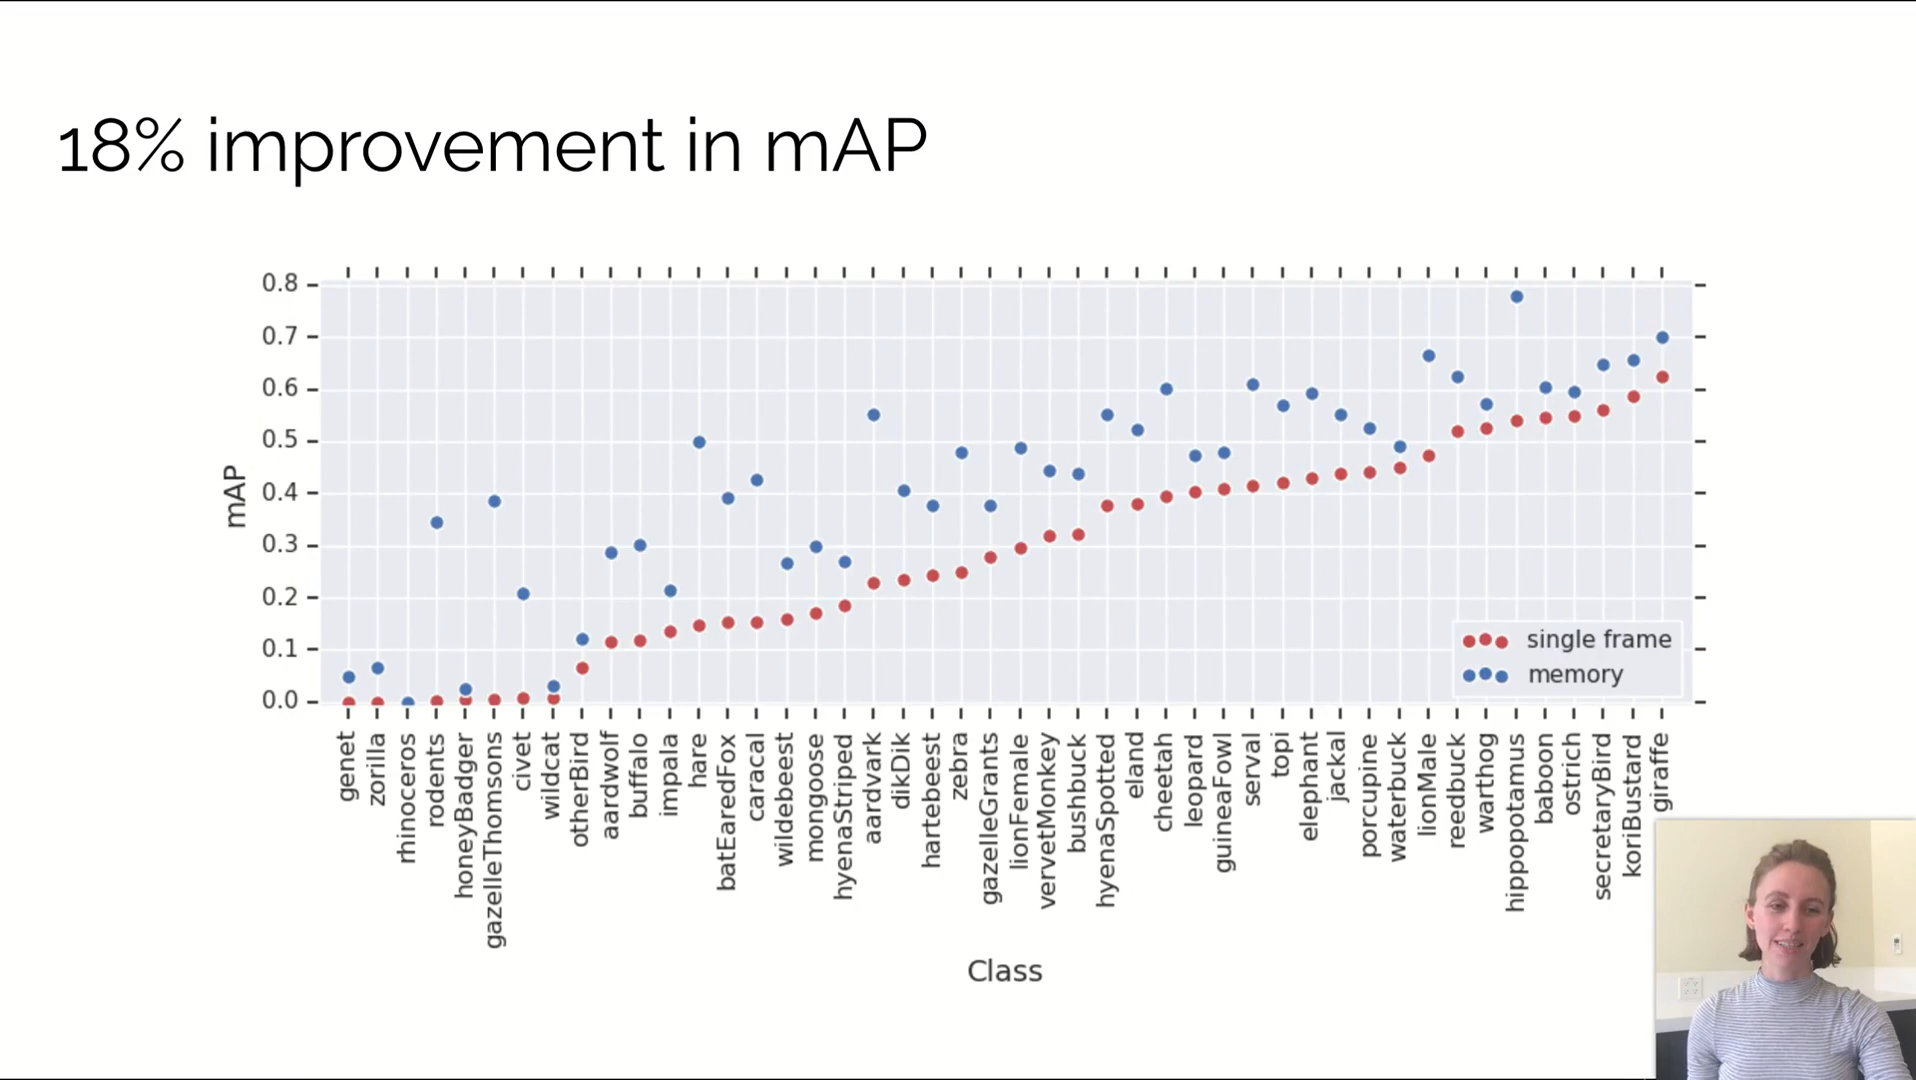 18% improvement in mAP
0.8
0.7
0.6
0.5
0.4
0.3
0.2
0.1
0.0
mAP
single frame
memory
genet
zorilla
rhinoceros
rodents
honeyBadger
gazelleThomsons
civet
wildcat
otherBird
aardwolf
buffalo
impala
hare
batEaredFox
caracal
wildebeest
mongoose
hyenaStriped
aardvark
dikDik
hartebeest
zebra
gazelleGrants
lionFemale
vervetMonkey
bushbuck
hyenaSpotted
eland
cheetah
leopard
guineaFowl
serval
topi
elephant
jackal
porcupine
waterbuck
lionMale
reedbuck
warthog
hippopotamus
baboon
ostrich
secretaryBird
koriBustard
giraffe
Class